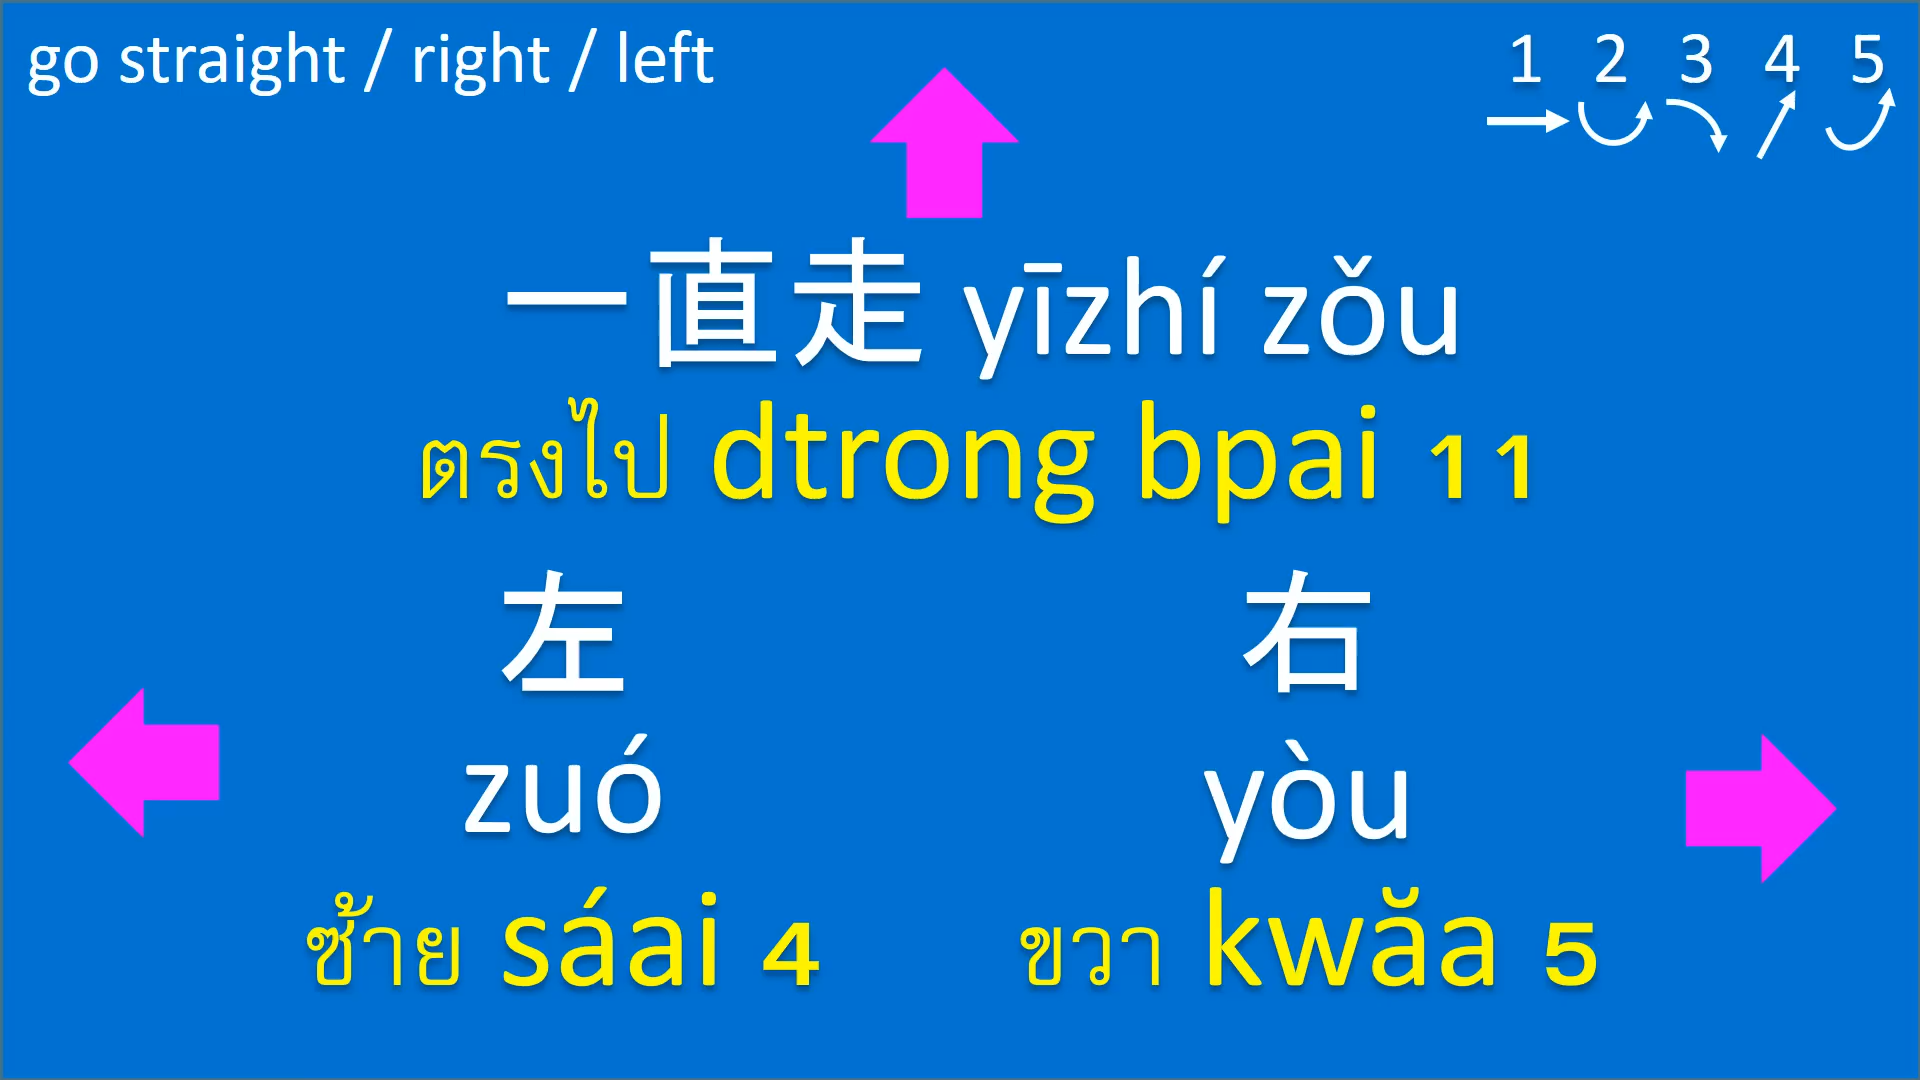 go straight / right / left
1 2 3 4 5
一直走 yīzhí zǒu
ตรงไป dtrong bpai 11
左
zuó
ซ้าย sáai 4
右
yòu
ขวา kwăa 5